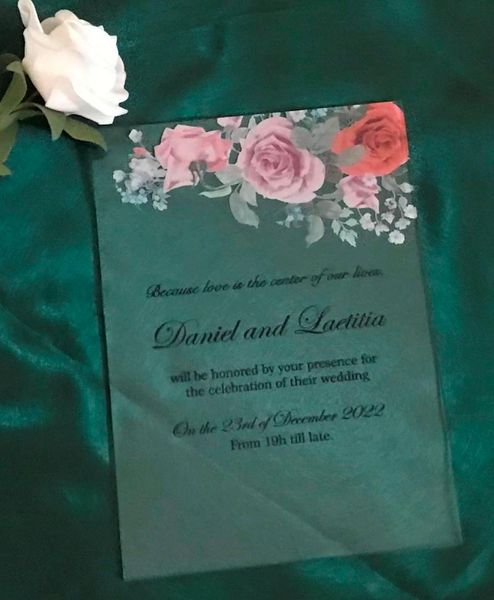 Because love is the center of our lives,
Daniel and Laetitia
will be honored by your presence for
the celebration of their wedding
On the 23rd of December 2022
From 19h till late.